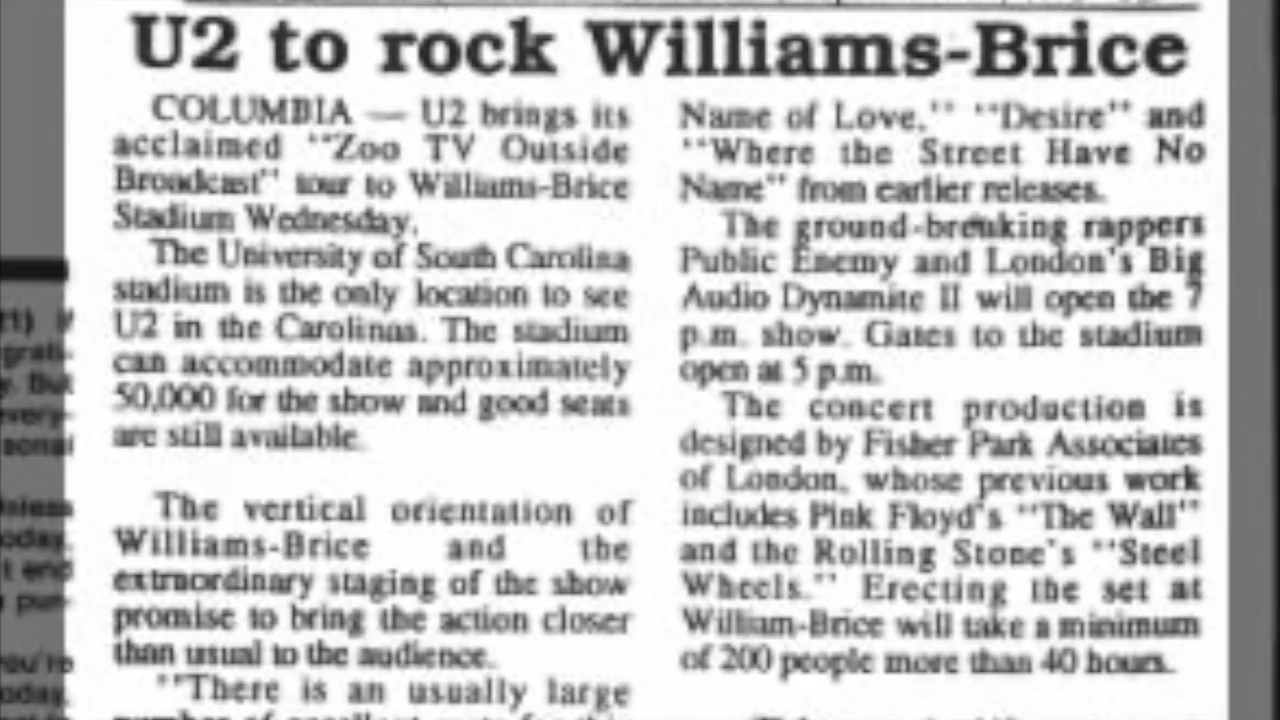 U2 to rock Williams-Brice
COLUMBIA — U2 brings its
acclaimed "Zoo TV Outside
Broadcast" tour to Williams-Brice
Stadium Wednesday.
The University of South Carolina
stadium is the only location to see
U2 in the Carolinas. The stadium
can accommodate approximately
50,000 for the show and good seats
are still available.
The vertical orientation of
Williams-Brice and the
extraordinary staging of the show
promise to bring the action closer
than usual to the audience.
"There is an usually large
Name of Love," "Desire" and
"Where the Street Have No
Name" from earlier releases.
The ground-breaking rappers
Public Enemy and London's Big
Audio Dynamite II will open the 7
p.m. show. Gates to the stadium
open at 5 p.m.
The concert production is
designed by Fisher Park Associates
of London, whose previous work
includes Pink Floyd's "The Wall"
and the Rolling Stone's "Steel
Wheels." Erecting the set at
William-Brice will take a minimum
of 200 people more than 40 hours.